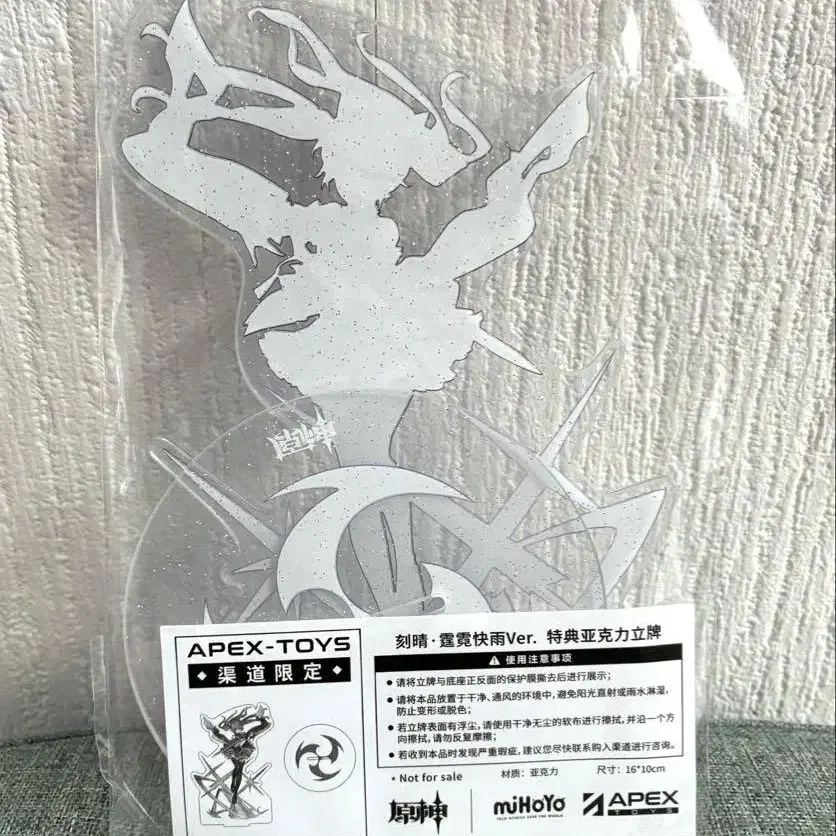 原神
APEX-TOYS
渠道限定
刻晴·霆霓快雨Ver. 特典亚克力立牌
使用注意事项
● 请将立牌与底座正反面的保护膜撕去后进行展示；
● 请将本品放置于干净、通风的环境中，避免阳光直射或雨水淋湿，
防止变形或脱色；
● 若立牌表面有浮尘，请使用干净无尘的软布进行擦拭，并沿一个方
向擦拭，请勿反复摩擦；
● 若收到本品时发现严重瑕疵，建议您尽快联系购入渠道进行咨询。
* Not for sale 材质：亚克力 尺寸：16*10cm
原神 miHoYo APEX
TECH OTAKUS SAVE THE WORLD TOYS